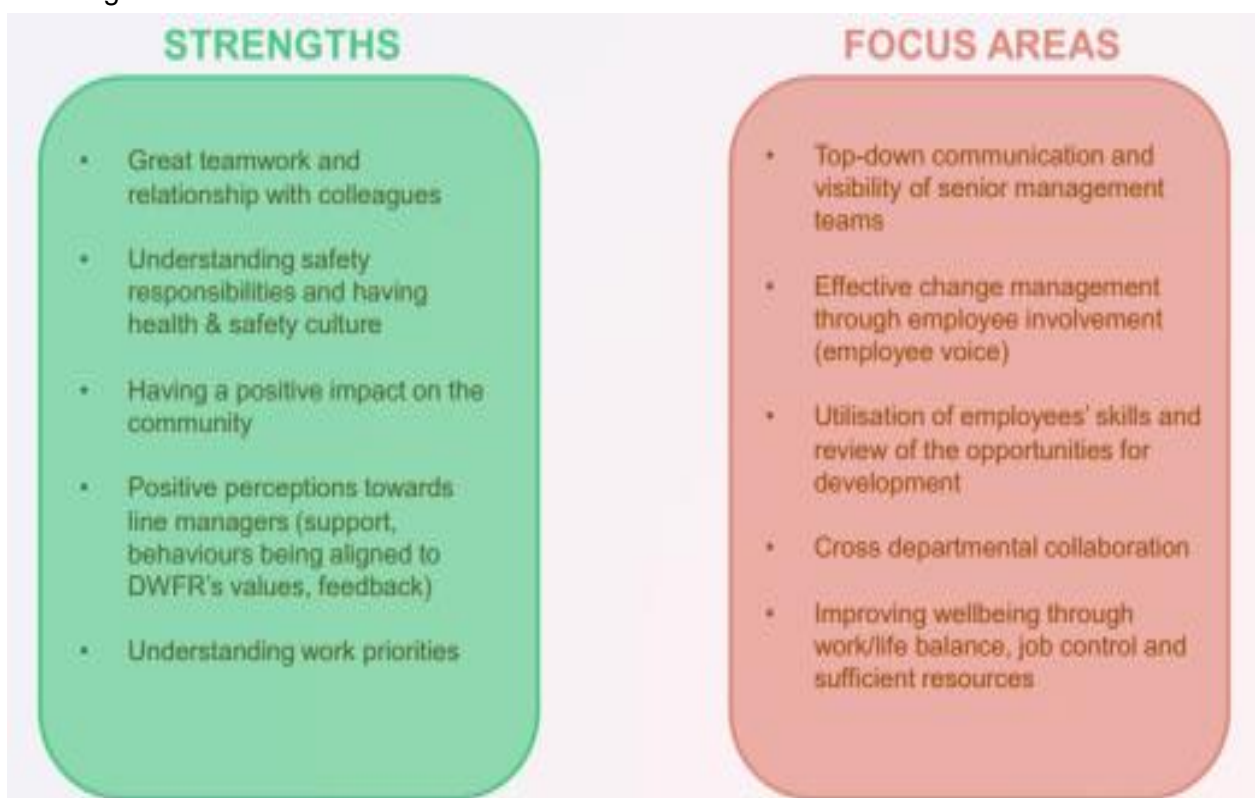 STRENGTHS
• Great teamwork and
relationship with colleagues
• Understanding safety
responsibilities and having
health & safety culture
• Having a positive impact on the
community
• Positive perceptions towards
line managers (support,
behaviours being aligned to
DWFR's values, feedback)
• Understanding work priorities
FOCUS AREAS
• Top-down communication and
visibility of senior management
teams
• Effective change management
through employee involvement
(employee voice)
• Utilisation of employees' skills and
review of the opportunities for
development
• Cross departmental collaboration
• Improving wellbeing through
work/life balance, job control and
sufficient resources